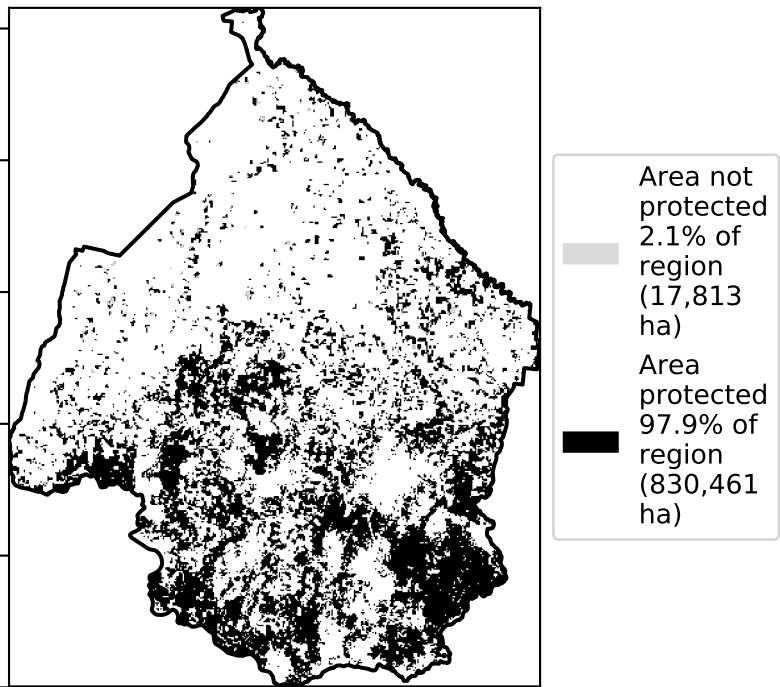 Area not
protected
2.1% of
region
(17,813
ha)
Area
protected
97.9% of
region
(830,461
ha)